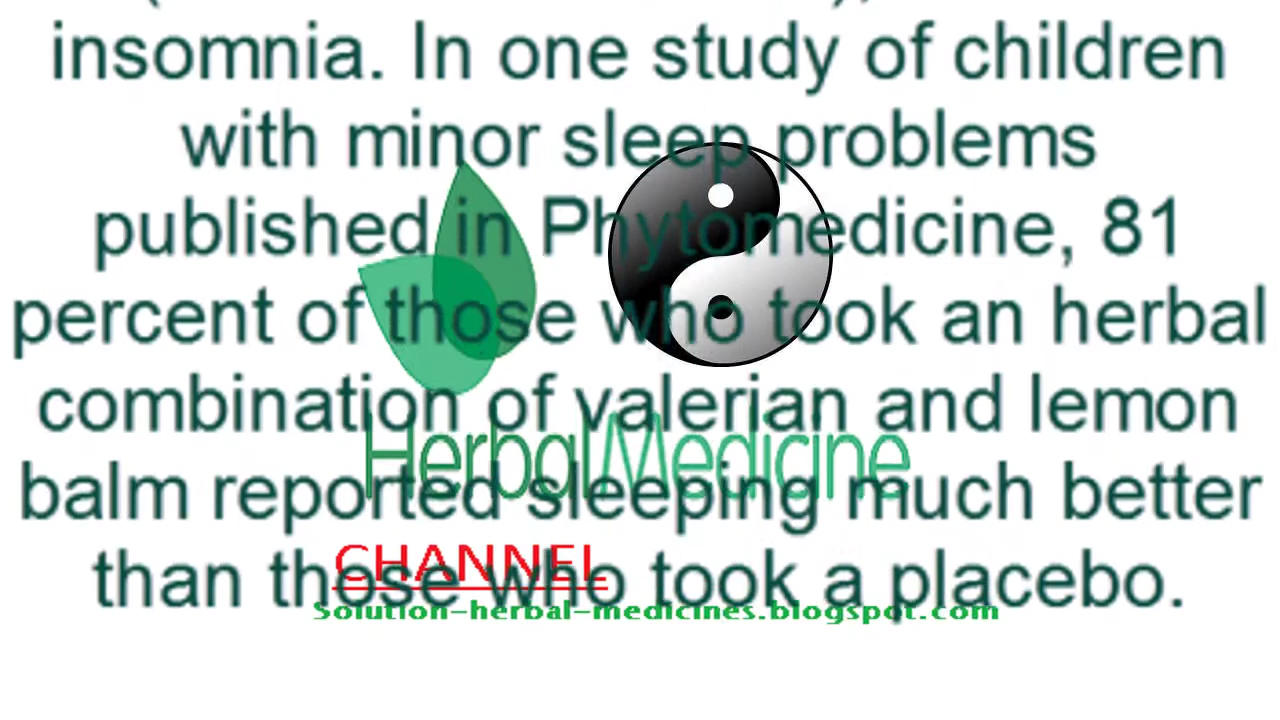 insomnia. In one study of children
with minor sleep problems
published in Phytomedicine, 81
percent of those who took an herbal
combination of valerian and lemon
balm reported sleeping much better
than those who took a placebo.
HerbalMedicine
CHANNEL
Solution-herbal-medicines.blogspot.com